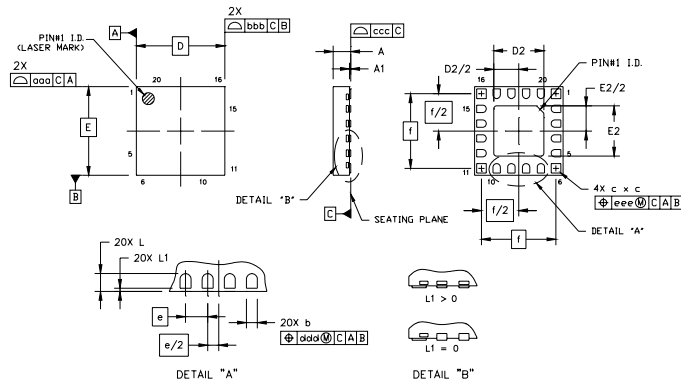 2X
A
D
bbb C B
PIN#1 I.D.
(LASER MARK)
2X
aaa C A
20
16
1
15
E
5
11
6
10
B
ccc C
A
A1
DETAIL "B"
C
SEATING PLANE
D2
D2/2
PIN#1 I.D.
16
20
1
15
E2/2
f/2
f
E2
5
11
10
6
4X c x c
eee M C A B
f/2
DETAIL "A"
f
20X L
20X L1
e
e/2
20X b
ddd M C A B
DETAIL "A"
L1 > 0
L1 = 0
DETAIL "B"